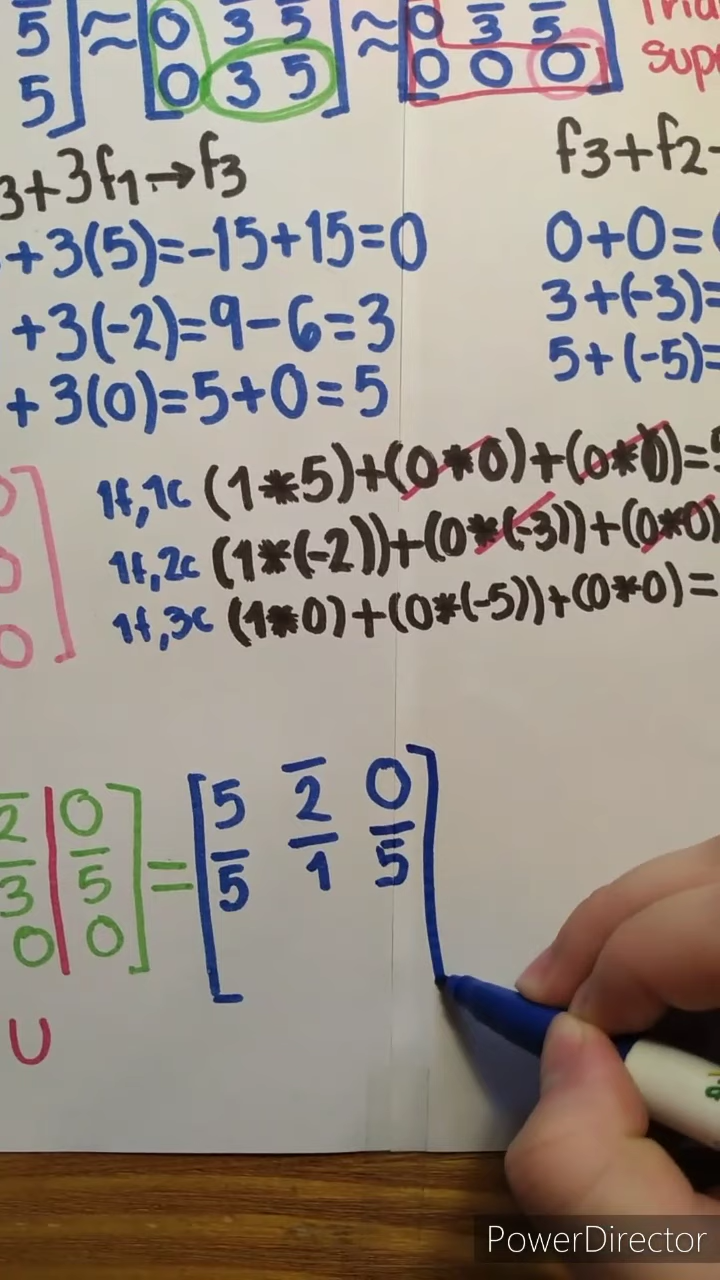 5̅ ≈ [0 3̅ 5̅] ≈ [0 3̅ 5̅]
5] [0 3 5] [0 0 0] sup
3+3f1→f3 f3+f2-
+3(5)=-15+15=0 0+0=
+3(-2)=9-6=3 3+(-3)=
+3(0)=5+0=5 5+(-5)=
1f,1c (1*5)+(0*0)+(0*0)=
1f,2c (1*(-2))+(0*(-3))+(0*0)
1f,3c (1*0)+(0*(-5))+(0*0)=
2̅ | 0 ] = [ 5 2̅ 0 ]
3̅ | 5̅ ] [ 5̅ 1̅ 5̅ ]
0 | 0 ]
U
PowerDirector